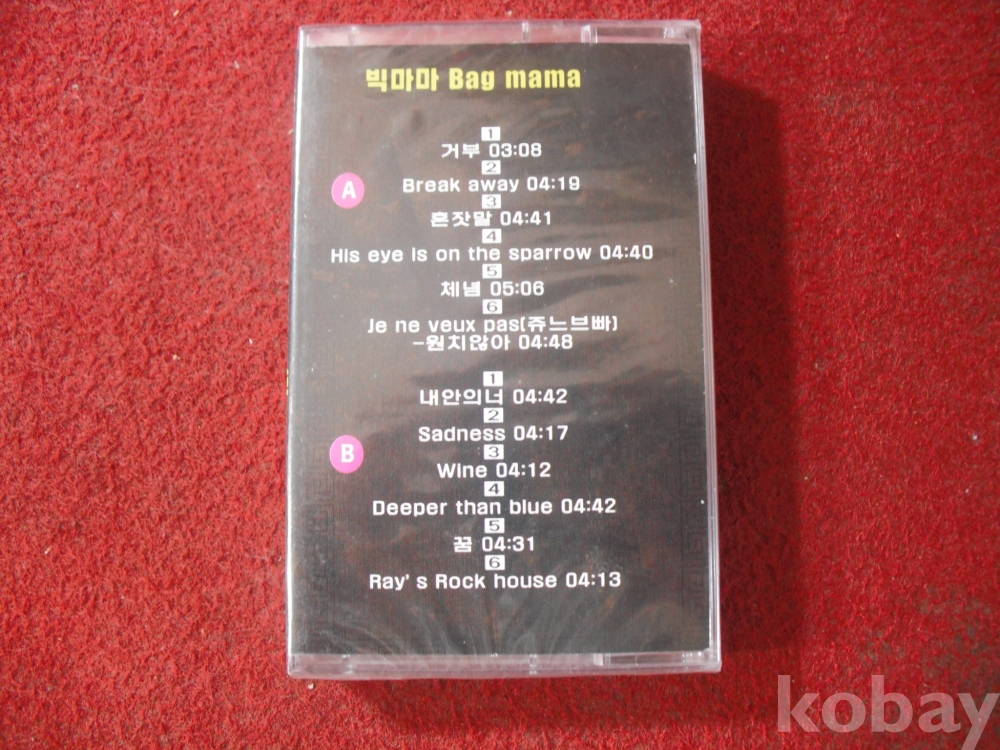 빅마마 Bag mama
A
1
거부 03:08
2
Break away 04:19
3
혼잣말 04:41
4
His eye is on the sparrow 04:40
5
체념 05:06
6
Je ne veux pas(쥬느브빠)
-원치않아 04:48
B
1
내안의너 04:42
2
Sadness 04:17
3
Wine 04:12
4
Deeper than blue 04:42
5
꿈 04:31
6
Ray's Rock house 04:13
kobay